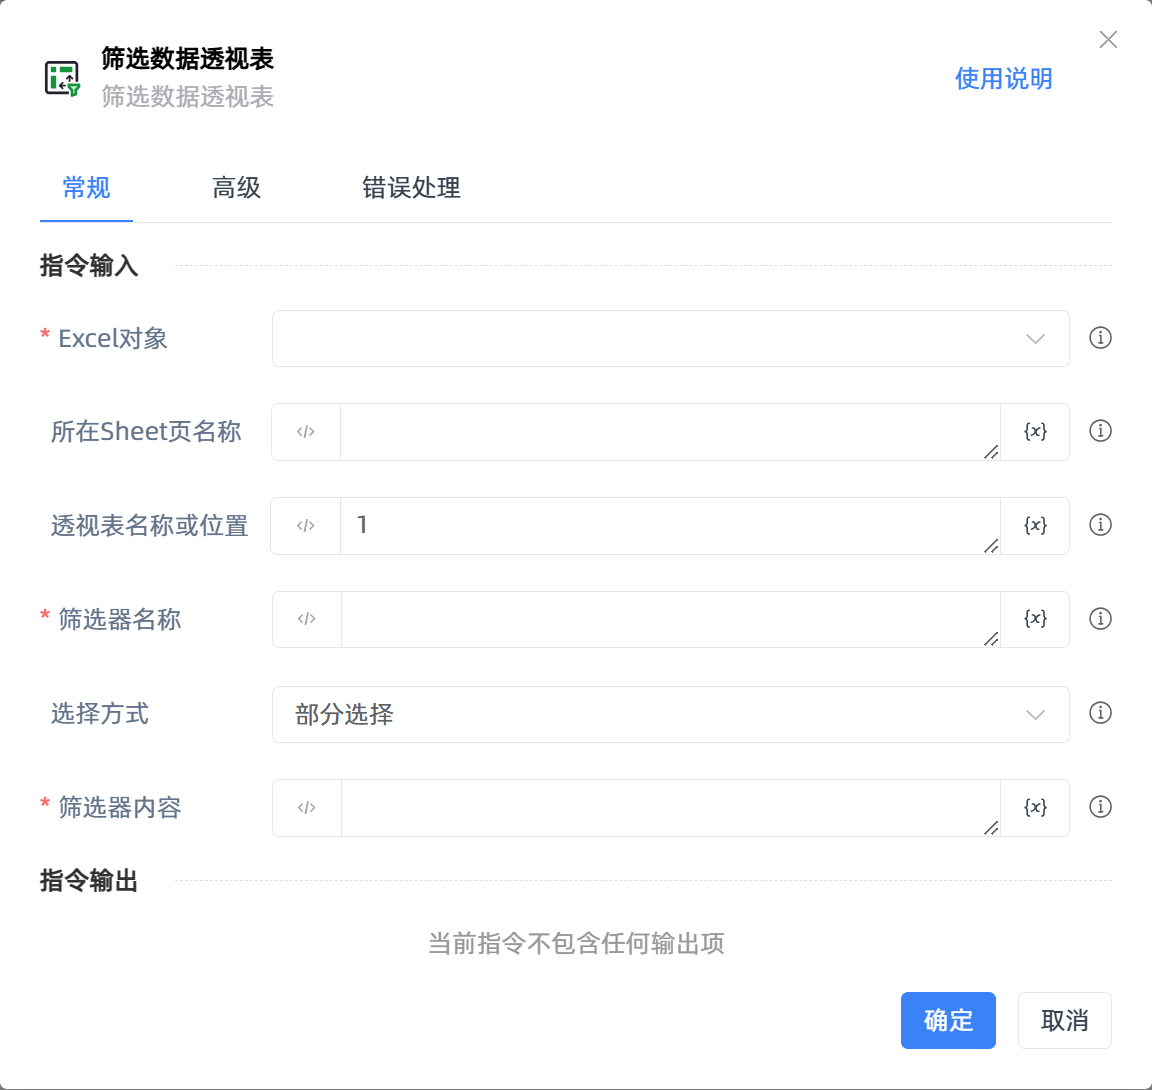 筛选数据透视表
筛选数据透视表
使用说明
常规 高级 错误处理
指令输入
* Excel对象
所在Sheet页名称 </> {x}
透视表名称或位置 </> 1 {x}
* 筛选器名称 </> {x}
选择方式 部分选择
* 筛选器内容 </> {x}
指令输出
当前指令不包含任何输出项
确定 取消